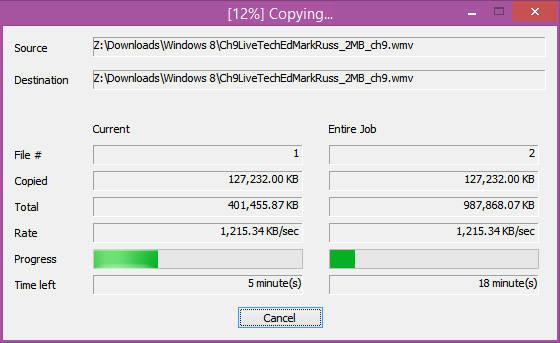 [12%] Copying...
Source Z:\Downloads\Windows 8\Ch9LiveTechEdMarkRuss_2MB_ch9.wmv
Destination Z:\Downloads\Windows 8\Ch9LiveTechEdMarkRuss_2MB_ch9.wmv
Current Entire Job
File # 1 2
Copied 127,232.00 KB 127,232.00 KB
Total 401,455.87 KB 987,868.07 KB
Rate 1,215.34 KB/sec 1,215.34 KB/sec
Progress
Time left 5 minute(s) 18 minute(s)
Cancel